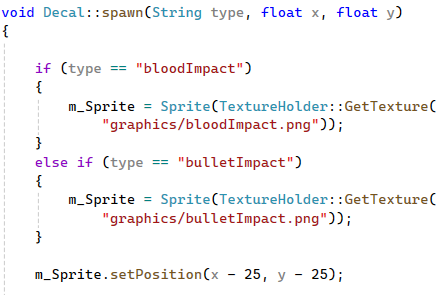 void Decal::spawn(String type, float x, float y)
{
if (type == "bloodImpact")
{
m_Sprite = Sprite(TextureHolder::GetTexture(
"graphics/bloodImpact.png"));
}
else if (type == "bulletImpact")
{
m_Sprite = Sprite(TextureHolder::GetTexture(
"graphics/bulletImpact.png"));
}
m_Sprite.setPosition(x - 25, y - 25);